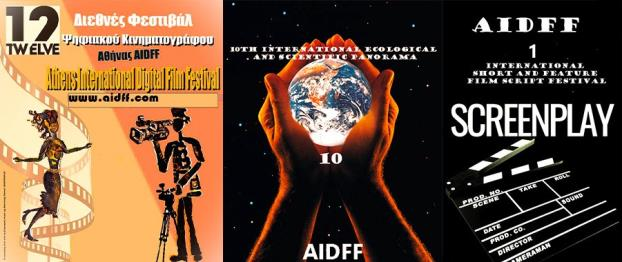 12
TWELVE
Διεθνές Φεστιβάλ
Ψηφιακού Κινηματογράφου
Αθήνας AIDFF
Athens International Digital Film Festival
www.aidff.com
10TH INTERNATIONAL ECOLOGICAL
AND SCIENTIFIC PANORAMA
10
AIDFF
AIDFF
1
INTERNATIONAL
SHORT AND FEATURE
FILM SCRIPT FESTIVAL
SCREENPLAY
PROD. NO.
SCENE TAKE ROLL
DATE SOUND
PROD. CO.
DIRECTOR
CAMERAMAN